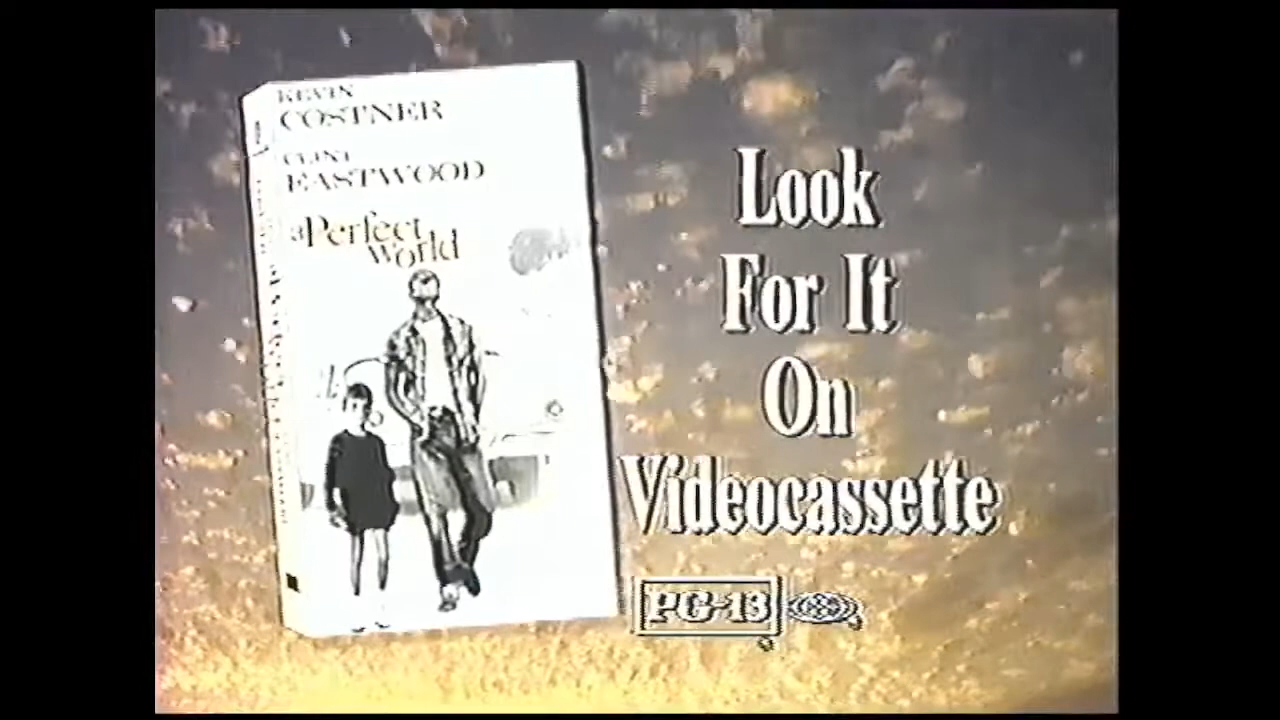 KEVIN
COSTNER
CLINT
EASTWOOD
a Perfect
world
Look
For It
On
Videocassette
PG-13